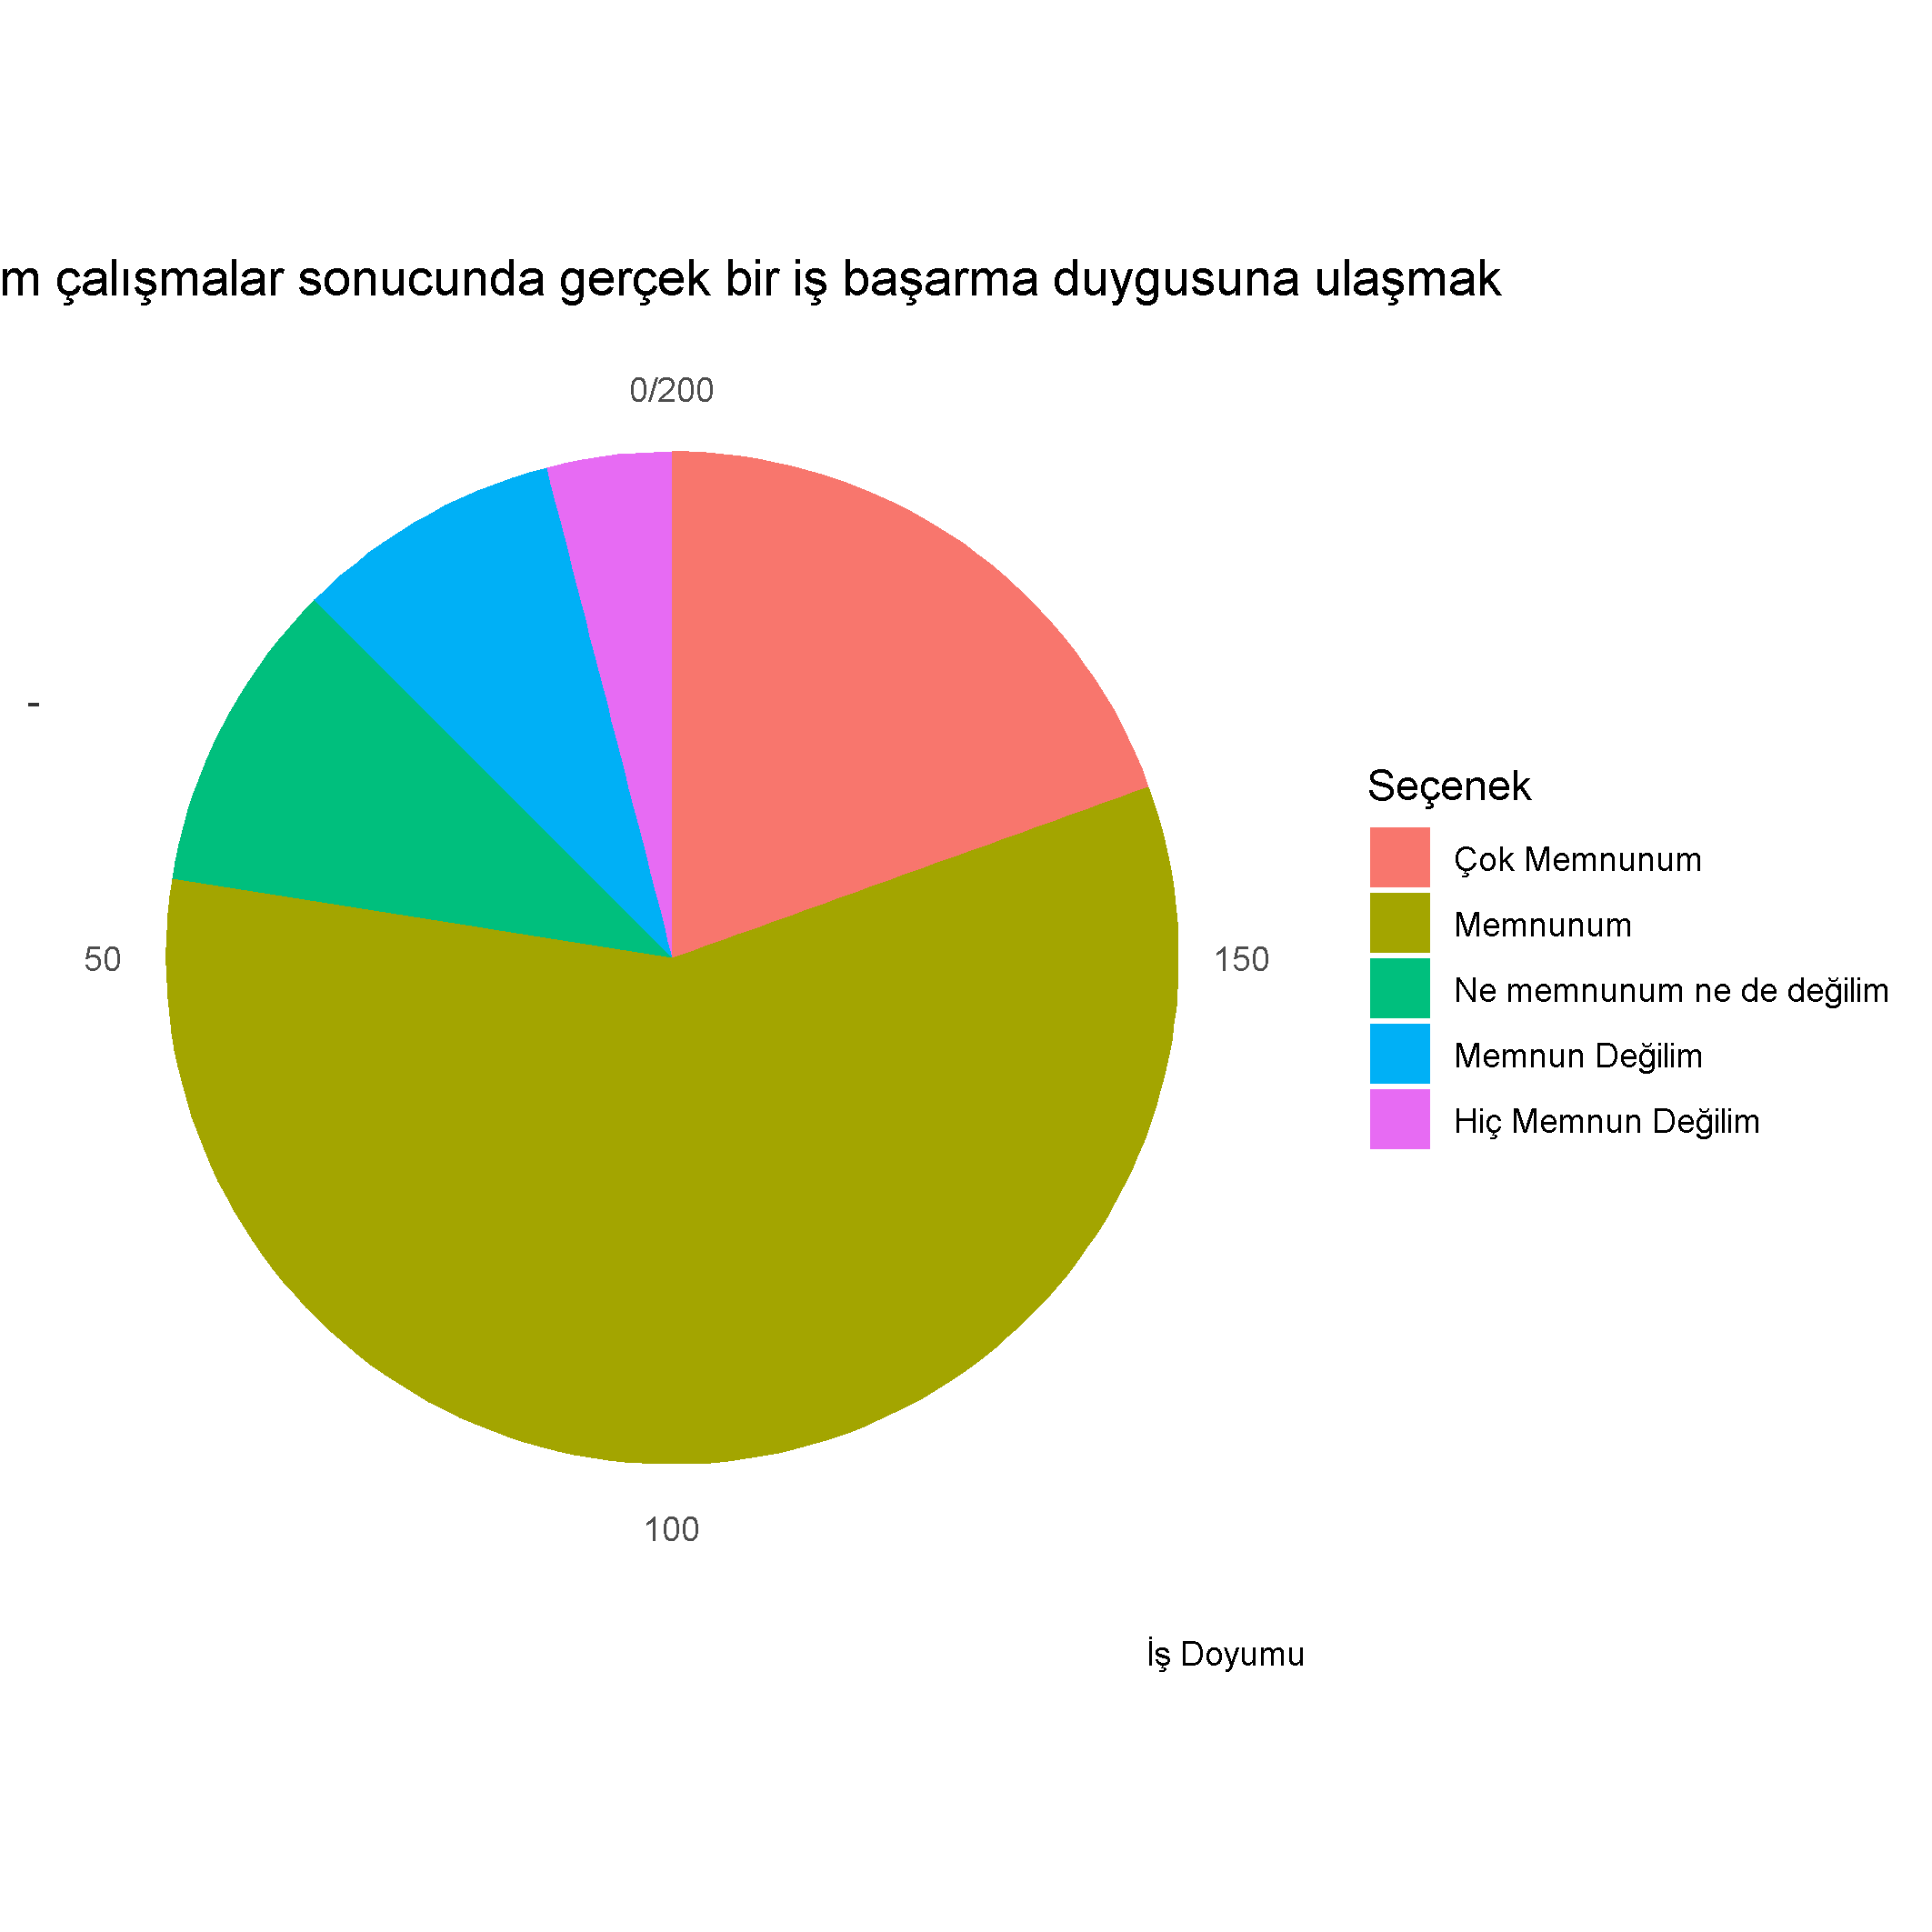 m çalışmalar sonucunda gerçek bir iş başarma duygusuna ulaşmak
0/200
-
50
150
100
Seçenek
Çok Memnunum
Memnunum
Ne memnunum ne de değilim
Memnun Değilim
Hiç Memnun Değilim
İş Doyumu